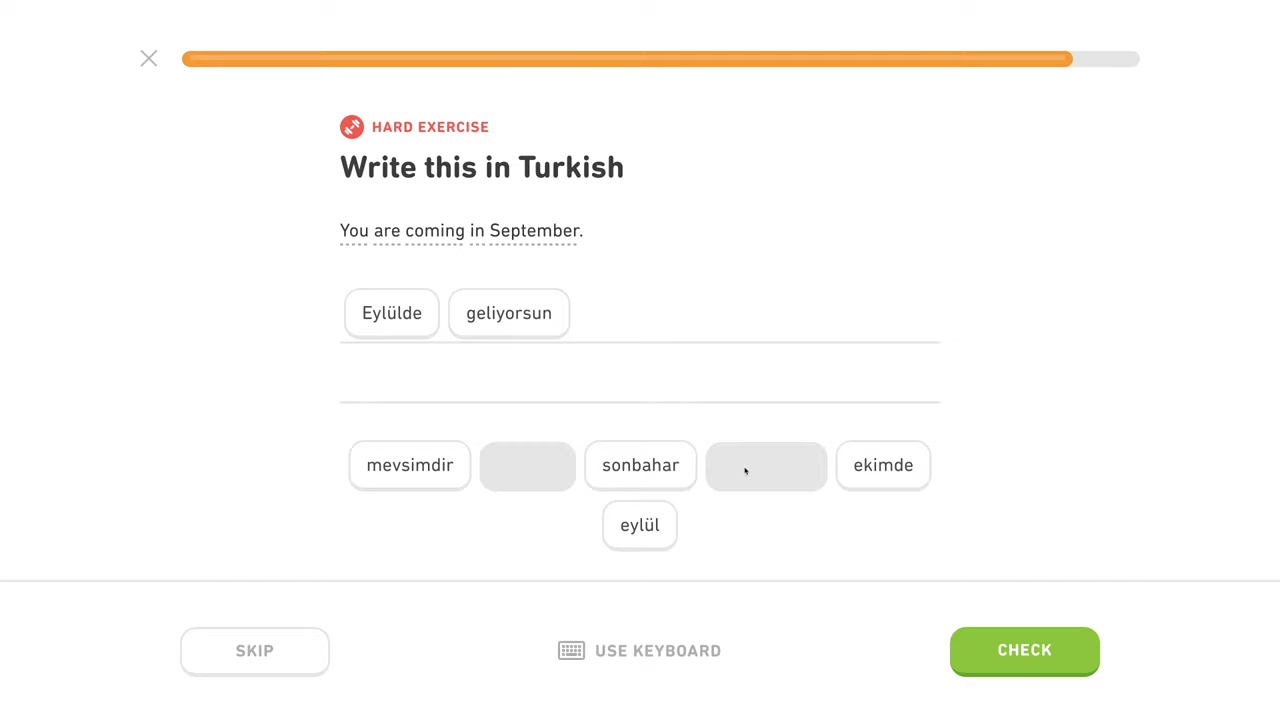 HARD EXERCISE
Write this in Turkish
You are coming in September.
Eylülde geliyorsun
mevsimdir sonbahar ekimde
eylül
SKIP USE KEYBOARD CHECK